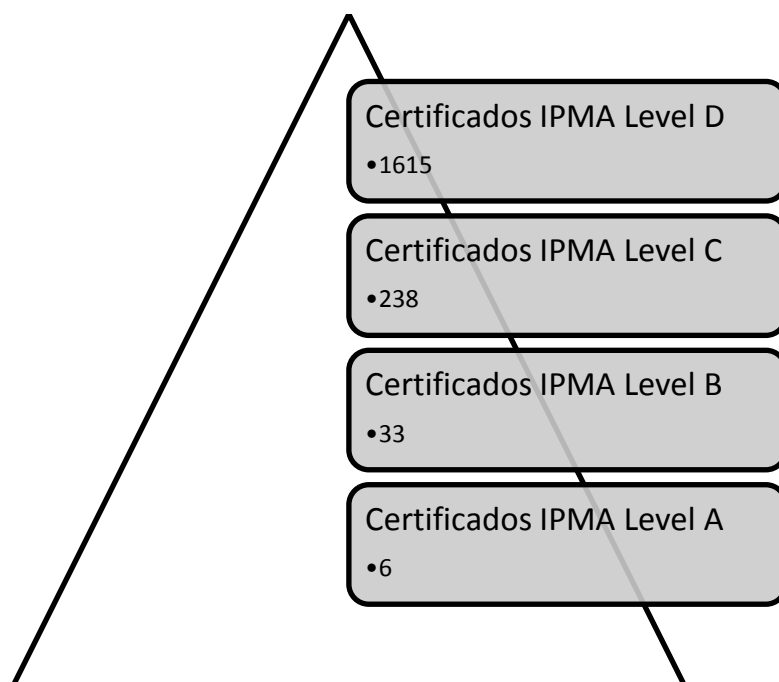 Certificados IPMA Level D
•1615
Certificados IPMA Level C
•238
Certificados IPMA Level B
•33
Certificados IPMA Level A
•6